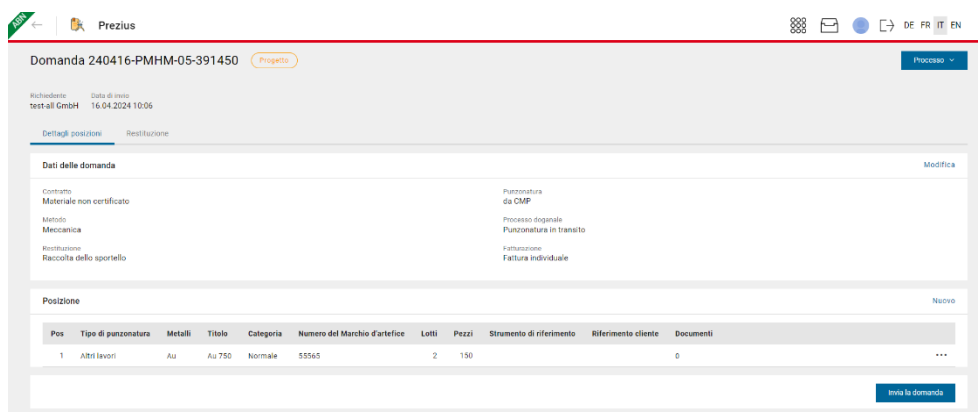 ABN
Prezius
DE FR IT EN
Domanda 240416-PMHM-05-391450 Progetto
Processo
Richiedente Data di invio
test-all GmbH 16.04.2024 10:06
Dettagli posizioni Restituzione
Dati delle domanda Modifica
Contratto Punzonatura
Materiale non certificato da CMP
Metodo Processo doganale
Meccanica Punzonatura in transito
Restituzione Fatturazione
Raccolta dello sportello Fattura individuale
Posizione Nuovo
Pos Tipo di punzonatura Metalli Titolo Categoria Numero del Marchio d'artefice Lotti Pezzi Strumento di riferimento Riferimento cliente Documenti
1 Altri lavori Au Au 750 Normale 55565 2 150 0
Invia la domanda